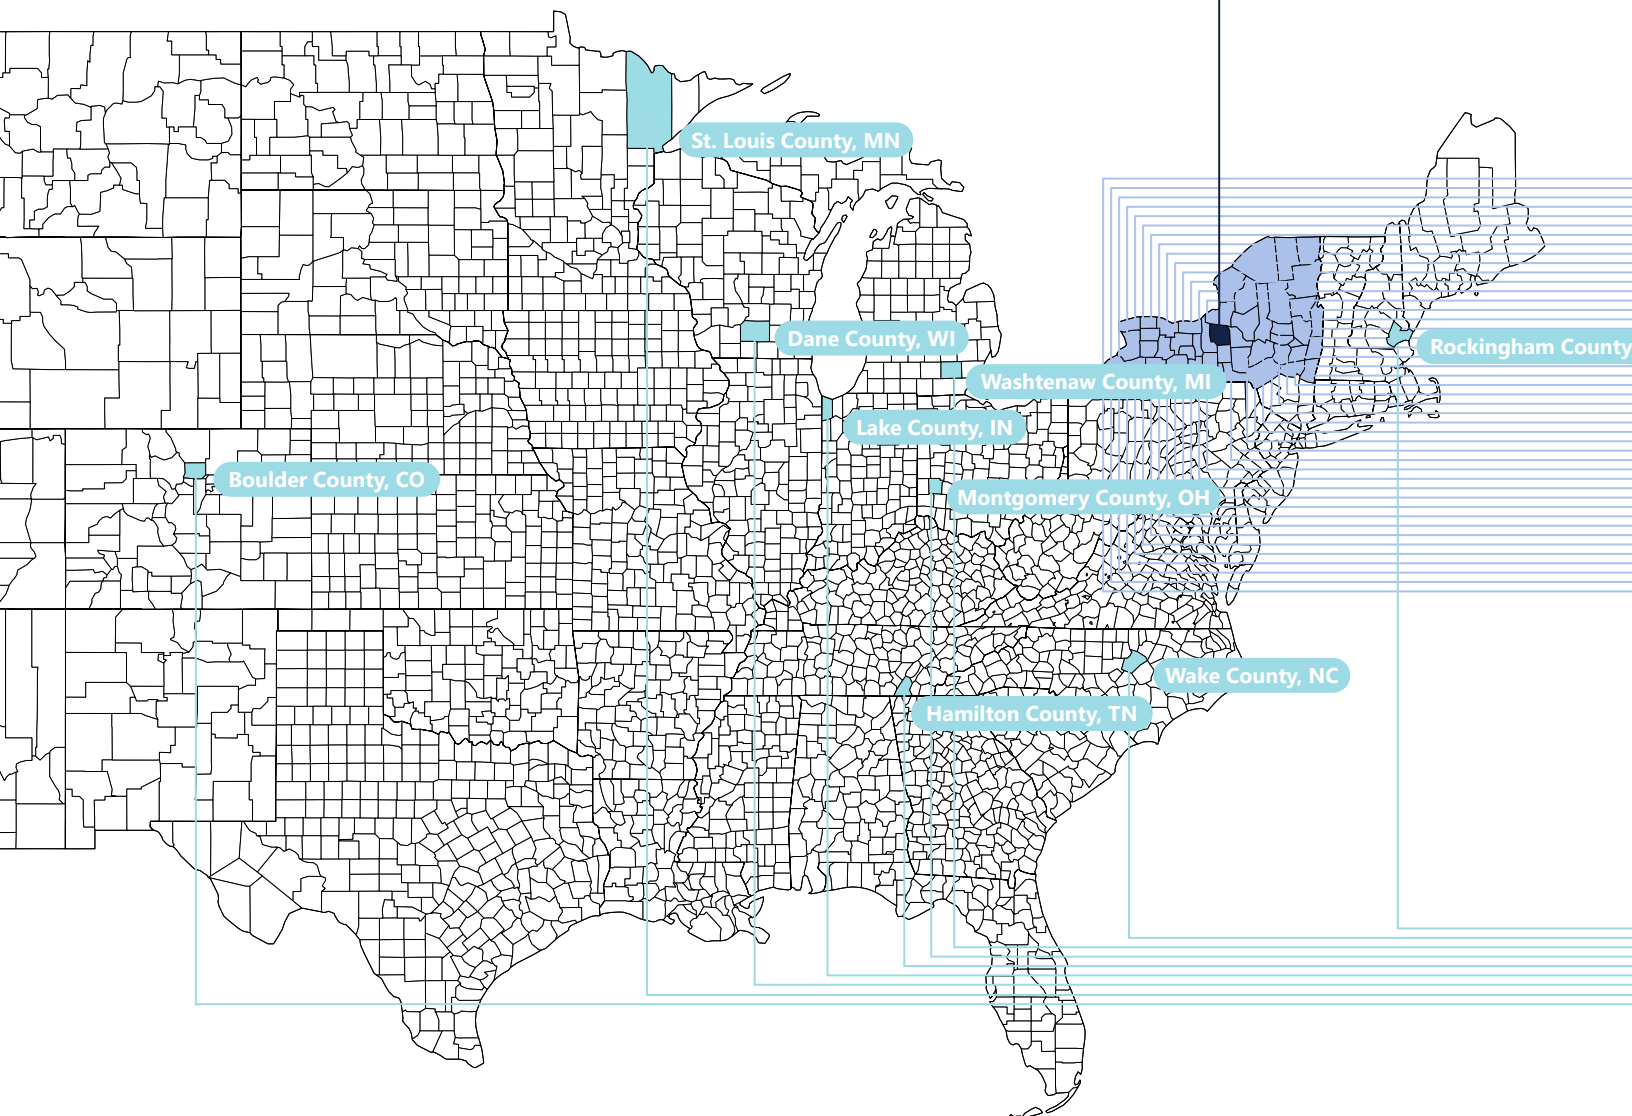 St. Louis County, MN
Dane County, WI
Rockingham County
Washtenaw County, MI
Lake County, IN
Boulder County, CO
Montgomery County, OH
Wake County, NC
Hamilton County, TN